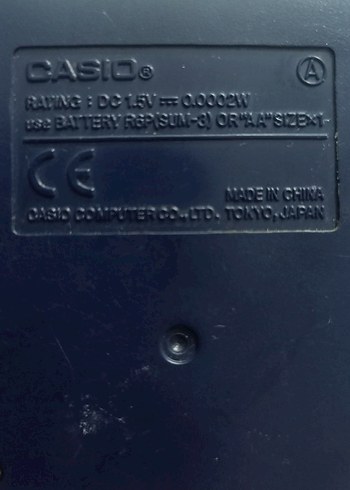 CASIO® Ⓐ
RATING : DC 1.5V ⎓ 0.0002W
use BATTERY R6P(SUM-3) OR "AA" SIZE×1
CE
MADE IN CHINA
CASIO COMPUTER CO., LTD. TOKYO, JAPAN